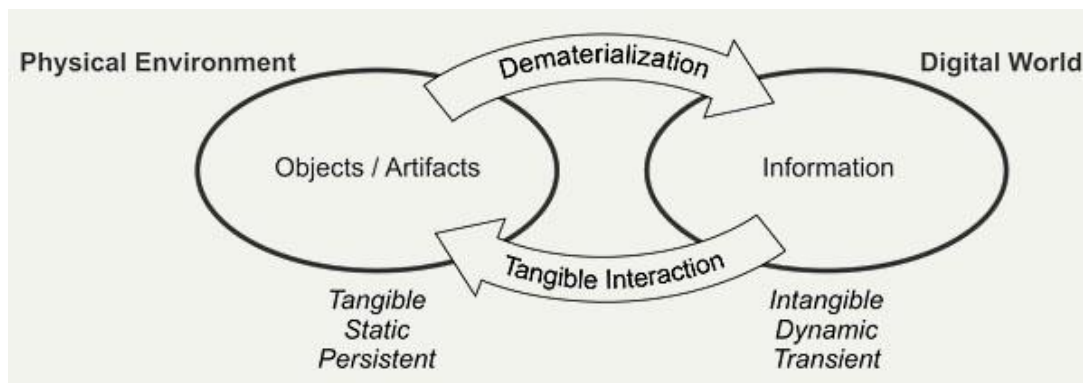 Physical Environment
Dematerialization
Digital World
Objects / Artifacts
Information
Tangible Interaction
Tangible
Static
Persistent
Intangible
Dynamic
Transient